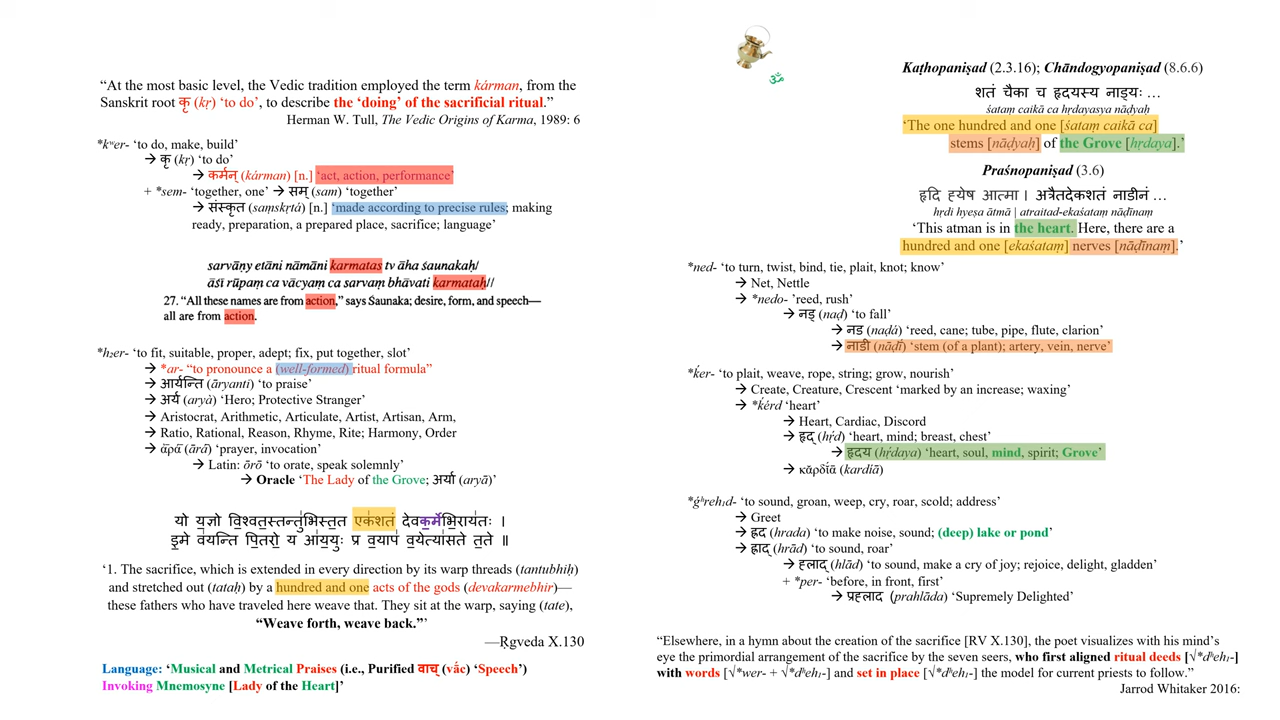 “At the most basic level, the Vedic tradition employed the term kárman, from the
Sanskrit root कृ (kṛ) ‘to do’, to describe the ‘doing’ of the sacrificial ritual.”
Herman W. Tull, The Vedic Origins of Karma, 1989: 6
*kʷer- ‘to do, make, build’
→ कृ (kṛ) ‘to do’
→ कर्मन् (kárman) [n.] ‘act, action, performance’
+ *sem- ‘together, one’ → सम् (sam) ‘together’
→ संस्कृत (saṃskṛtá) [n.] ‘made according to precise rules; making
ready, preparation, a prepared place, sacrifice; language’
sarvāṇy etāni nāmāni karmatas tv āha śaunakaḥ/
āśī rūpaṃ ca vācyaṃ ca sarvaṃ bhāvati karmataḥ//
27. “All these names are from action,” says Śaunaka; desire, form, and speech—
all are from action.
*h₂er- ‘to fit, suitable, proper, adept; fix, put together, slot’
→ *ar- “to pronounce a (well-formed) ritual formula”
→ आर्यन्ति (āryanti) ‘to praise’
→ अर्य (aryà) ‘Hero; Protective Stranger’
→ Aristocrat, Arithmetic, Articulate, Artist, Artisan, Arm,
→ Ratio, Rational, Reason, Rhyme, Rite; Harmony, Order
→ ἀρά (ārā) ‘prayer, invocation’
→ Latin: ōrō ‘to orate, speak solemnly’
→ Oracle ‘The Lady of the Grove; अर्या (aryā)’
यो य॒ज्ञो वि॒श्वत॒स्तन्तु॑भिस्त॒त एक॑शतं देवक॒र्मेभि॒राय॑तः ।
इ॒मे व॑यन्ति पि॒तरो॒ य आ॑य॒युः प्र व॒याप॑ व॒येत्या॑सते त॒ते ॥
‘1. The sacrifice, which is extended in every direction by its warp threads (tantubhiḥ)
and stretched out (tataḥ) by a hundred and one acts of the gods (devakarmebhir)—
these fathers who have traveled here weave that. They sit at the warp, saying (tate),
“Weave forth, weave back.”’
—Ṛgveda X.130
Language: ‘Musical and Metrical Praises (i.e., Purified वाच् (vā́c) ‘Speech’)
Invoking Mnemosyne [Lady of the Heart]’
ॐ
Kaṭhopaniṣad (2.3.16); Chāndogyopaniṣad (8.6.6)
शतं चैका च हृदयस्य नाड्यः …
śataṃ caikā ca hṛdayasya nāḍyaḥ
‘The one hundred and one [śataṃ caikā ca]
stems [nāḍyaḥ] of the Grove [hṛdaya].’
Praśnopaniṣad (3.6)
हृदि ह्येष आत्मा । अत्रैतदेकशतं नाडीनं …
hṛdi hyeṣa ātmā | atraitad-ekaśataṃ nāḍīnaṃ
‘This atman is in the heart. Here, there are a
hundred and one [ekaśataṃ] nerves [nāḍīnaṃ].’
*ned- ‘to turn, twist, bind, tie, plait, knot; know’
→ Net, Nettle
→ *nedo- ’reed, rush’
→ नड् (naḍ) ‘to fall’
→ नड (naḍá) ‘reed, cane; tube, pipe, flute, clarion’
→ नाडी (nāḍī́) ‘stem (of a plant); artery, vein, nerve’
*ḱer- ‘to plait, weave, rope, string; grow, nourish’
→ Create, Creature, Crescent ‘marked by an increase; waxing’
→ *ḱérd ‘heart’
→ Heart, Cardiac, Discord
→ हृद् (hṛ́d) ‘heart, mind; breast, chest’
→ हृदय (hṛ́daya) ‘heart, soul, mind, spirit; Grove’
→ κᾰρδῐ́ᾱ (kardíā)
*ǵʰreh₁d- ‘to sound, groan, weep, cry, roar, scold; address’
→ Greet
→ ह्रद (hrada) ‘to make noise, sound; (deep) lake or pond’
→ ह्राद् (hrād) ‘to sound, roar’
→ ह्लाद् (hlād) ‘to sound, make a cry of joy; rejoice, delight, gladden’
+ *per- ‘before, in front, first’
→ प्रह्लाद (prahlāda) ‘Supremely Delighted’
“Elsewhere, in a hymn about the creation of the sacrifice [RV X.130], the poet visualizes with his mind’s
eye the primordial arrangement of the sacrifice by the seven seers, who first aligned ritual deeds [√*dʰeh₁-]
with words [√*wer- + √*dʰeh₁-] and set in place [√*dʰeh₁-] the model for current priests to follow.”
Jarrod Whitaker 2016: